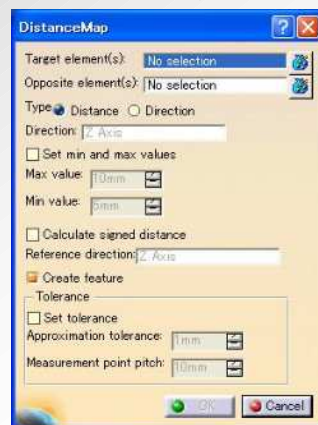 DistanceMap
Target element(s): No selection
Opposite element(s): No selection
Type Distance Direction
Direction: Z Axis
Set min and max values
Max value: 10mm
Min value: 5mm
Calculate signed distance
Reference direction: Z Axis
Create feature
Tolerance
Set tolerance
Approximation tolerance: 1mm
Measurement point pitch: 10mm
OK Cancel